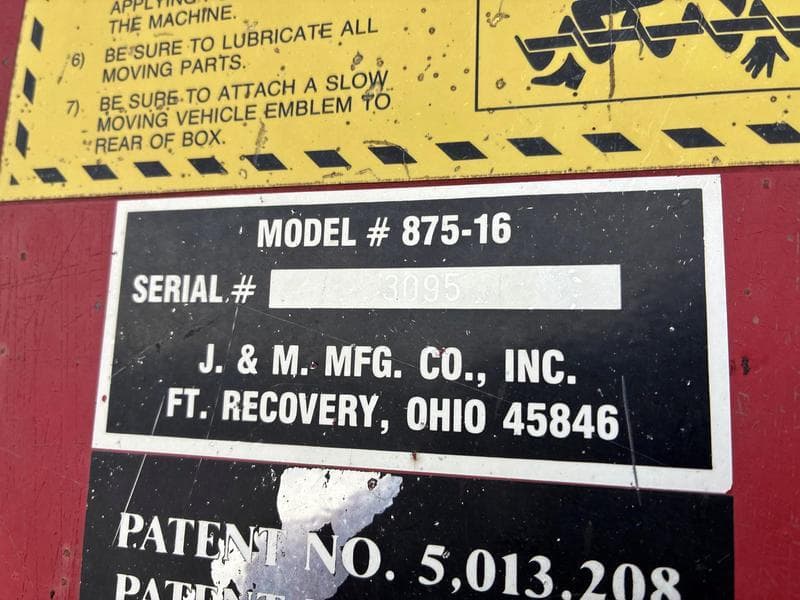 THE MACHINE.
6) BE SURE TO LUBRICATE ALL
MOVING PARTS.
7) BE SURE TO ATTACH A SLOW
MOVING VEHICLE EMBLEM TO
REAR OF BOX.
MODEL # 875-16
SERIAL # 3095
J. & M. MFG. CO., INC.
FT. RECOVERY, OHIO 45846
PATENT NO. 5,013,208
PATENT